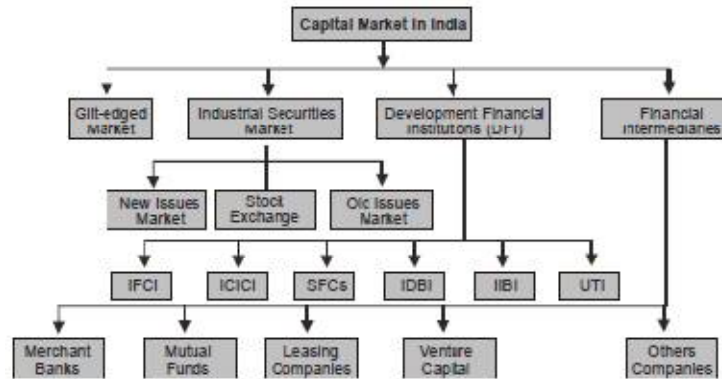 Capital Market in India
Gilt-edged
Market
Industrial Securities
Market
Development Financial
Institutions (DFI)
Financial
Intermediaries
New Issues
Market
Stock
Exchange
Old Issues
Market
IFCI
ICICI
SFCs
IDBI
IIBI
UTI
Merchant
Banks
Mutual
Funds
Leasing
Companies
Venture
Capital
Others
Companies